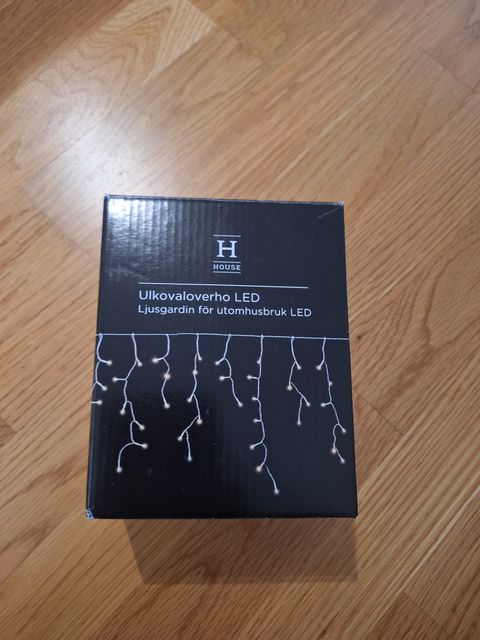 H
HOUSE
Ulkovaloverho LED
Ljusgardin för utomhusbruk LED